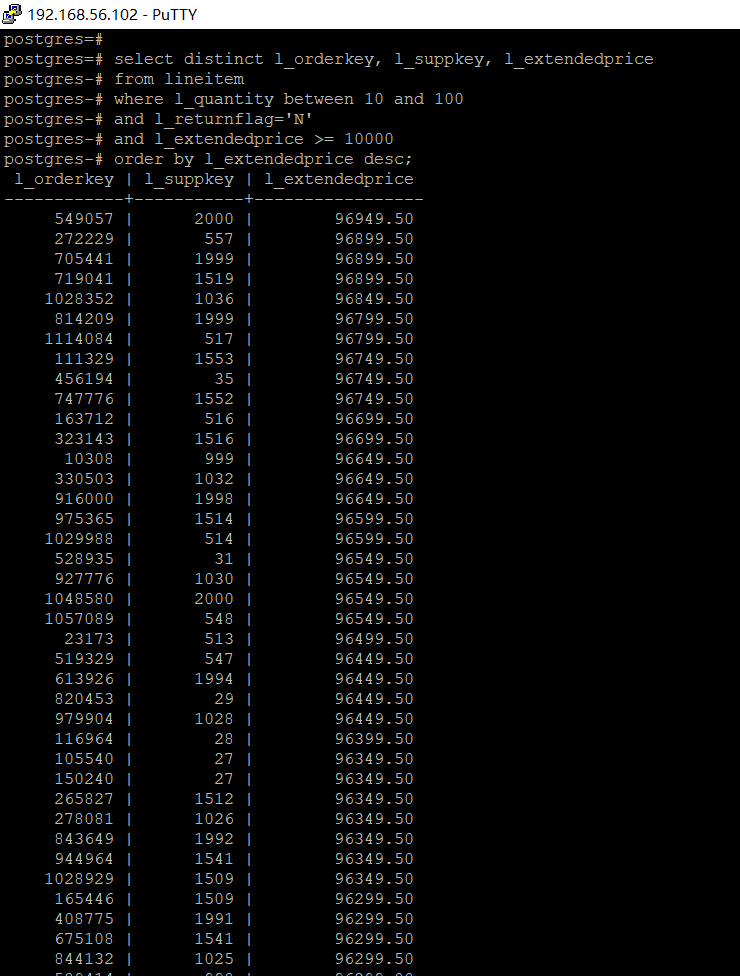 192.168.56.102 - PuTTY
postgres=#
postgres=# select distinct l_orderkey, l_suppkey, l_extendedprice
postgres-# from lineitem
postgres-# where l_quantity between 10 and 100
postgres-# and l_returnflag='N'
postgres-# and l_extendedprice >= 10000
postgres-# order by l_extendedprice desc;
 l_orderkey | l_suppkey | l_extendedprice
------------+-----------+-----------------
     549057 |      2000 |        96949.50
     272229 |       557 |        96899.50
     705441 |      1999 |        96899.50
     719041 |      1519 |        96899.50
    1028352 |      1036 |        96849.50
     814209 |      1999 |        96799.50
    1114084 |       517 |        96799.50
     111329 |      1553 |        96749.50
     456194 |        35 |        96749.50
     747776 |      1552 |        96749.50
     163712 |       516 |        96699.50
     323143 |      1516 |        96699.50
      10308 |       999 |        96649.50
     330503 |      1032 |        96649.50
     916000 |      1998 |        96649.50
     975365 |      1514 |        96599.50
    1029988 |       514 |        96599.50
     528935 |        31 |        96549.50
     927776 |      1030 |        96549.50
    1048580 |      2000 |        96549.50
    1057089 |       548 |        96549.50
      23173 |       513 |        96499.50
     519329 |       547 |        96449.50
     613926 |      1994 |        96449.50
     820453 |        29 |        96449.50
     979904 |      1028 |        96449.50
     116964 |        28 |        96399.50
     105540 |        27 |        96349.50
     150240 |        27 |        96349.50
     265827 |      1512 |        96349.50
     278081 |      1026 |        96349.50
     843649 |      1992 |        96349.50
     944964 |      1541 |        96349.50
    1028929 |      1509 |        96349.50
     165446 |      1509 |        96299.50
     408775 |      1991 |        96299.50
     675108 |      1541 |        96299.50
     844132 |      1025 |        96299.50